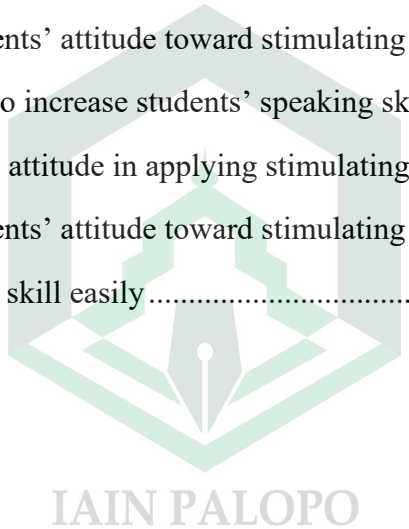 ents’ attitude toward stimulating
o increase students’ speaking sk
attitude in applying stimulating
ents’ attitude toward stimulating
skill easily....................................
IAIN PALOPO